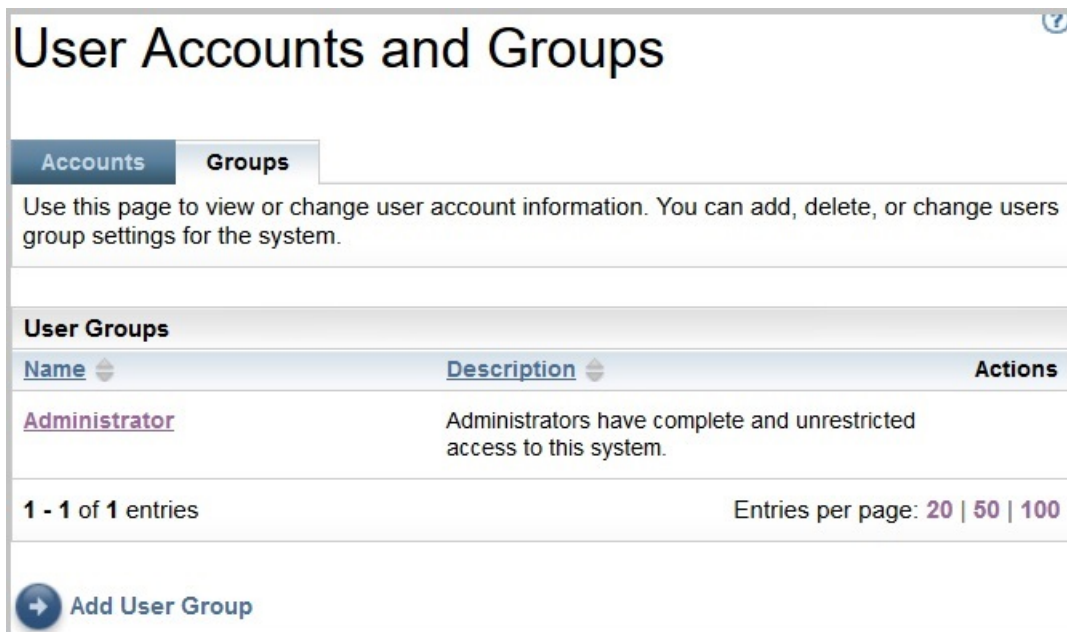 User Accounts and Groups
Accounts Groups
Use this page to view or change user account information. You can add, delete, or change users
group settings for the system.
User Groups
Name Description Actions
Administrator Administrators have complete and unrestricted
access to this system.
1 - 1 of 1 entries Entries per page: 20 | 50 | 100
Add User Group